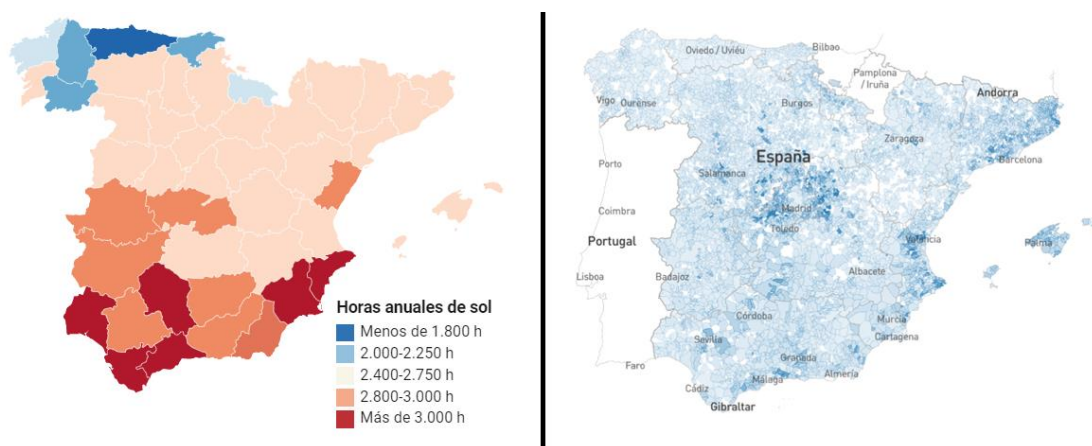 Horas anuales de sol
Menos de 1.800 h
2.000-2.250 h
2.400-2.750 h
2.800-3.000 h
Más de 3.000 h
Oviedo / Uviéu
Bilbao
Pamplona
/ Iruña
Andorra
Vigo
Ourense
Burgos
Zaragoza
Barcelona
Porto
España
Salamanca
Madrid
Coimbra
Toledo
Portugal
Valencia
Palma
Lisboa
Badajoz
Albacete
Córdoba
Murcia
Cartagena
Sevilla
Granada
Faro
Almería
Cádiz
Málaga
Gibraltar